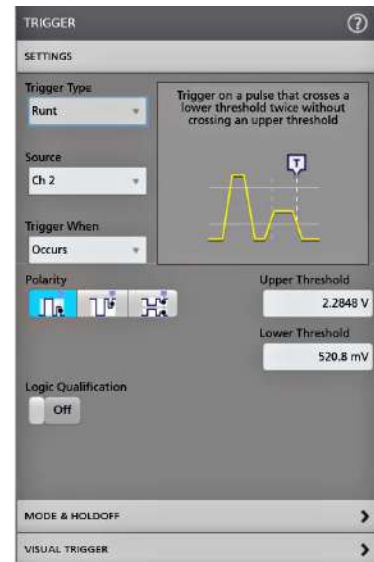 TRIGGER
?
SETTINGS
Trigger Type
Runt
Trigger on a pulse that crosses a
lower threshold twice without
crossing an upper threshold
T
Source
Ch 2
Trigger When
Occurs
Polarity
Upper Threshold
2.2848 V
Lower Threshold
520.8 mV
Logic Qualification
Off
MODE & HOLDOFF
VISUAL TRIGGER